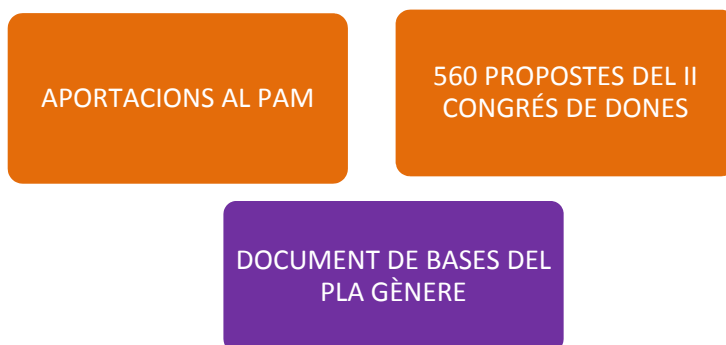 APORTACIONS AL PAM
560 PROPOSTES DEL II
CONGRÉS DE DONES
DOCUMENT DE BASES DEL
PLA GÈNERE